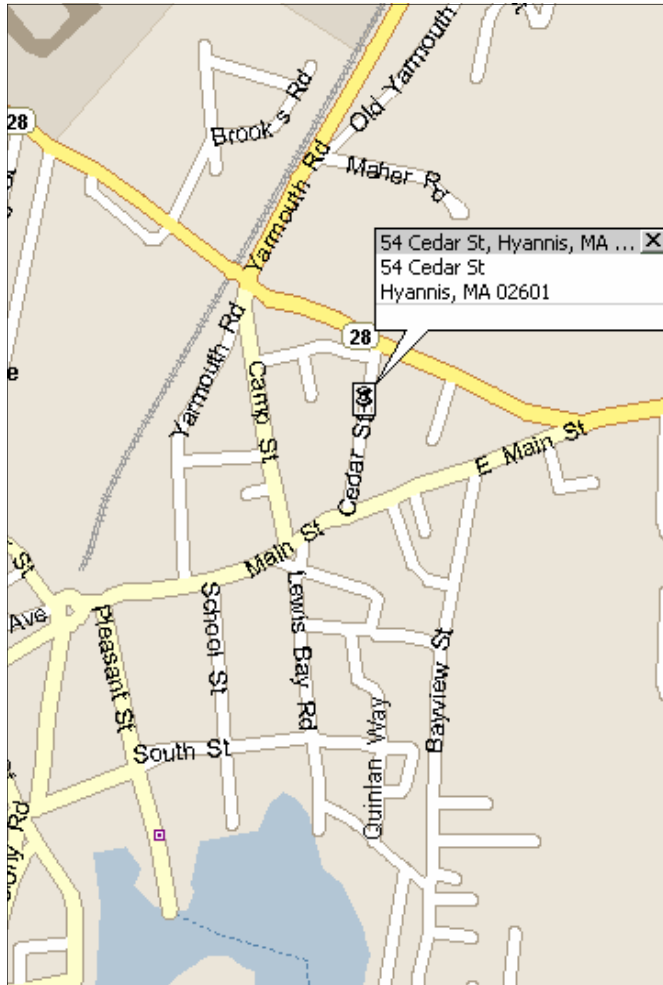 28
Brook's Rd
Old Yarmouth
Yarmouth Rd
Maher Rd
54 Cedar St, Hyannis, MA ...
54 Cedar St
Hyannis, MA 02601
28
Yarmouth Rd
Camp St
Cedar St
E Main St
Main St
St
Ave
Pleasant St
School St
Lewis Bay Rd
Bayview St
South St
Quinlan Way
Rd